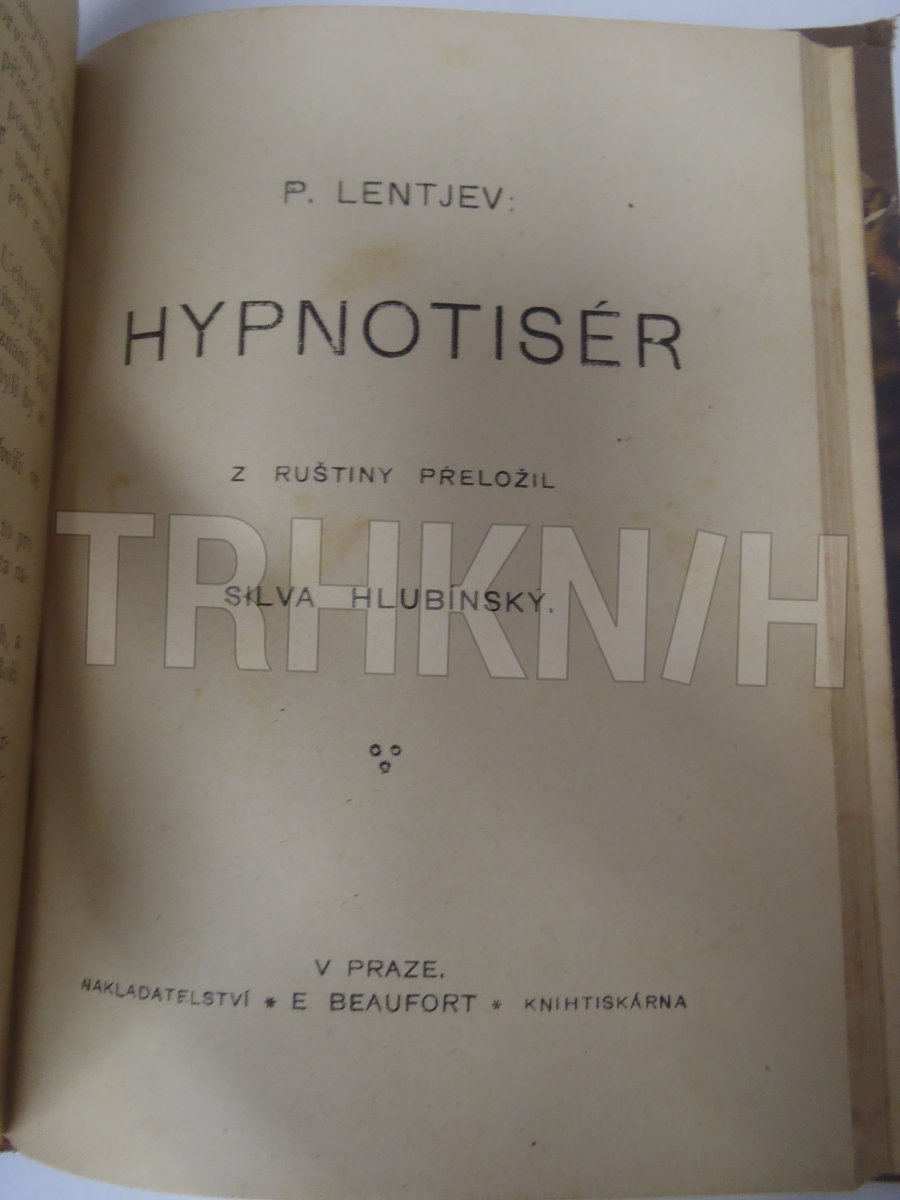 P. LENTJEV:
HYPNOTISÉR
Z RUŠTINY PŘELOŽIL
TRHKNIH
SILVA HLUBÍNSKÝ.
V PRAZE.
NAKLADATELSTVÍ * E BEAUFORT * KNIHTISKÁRNA